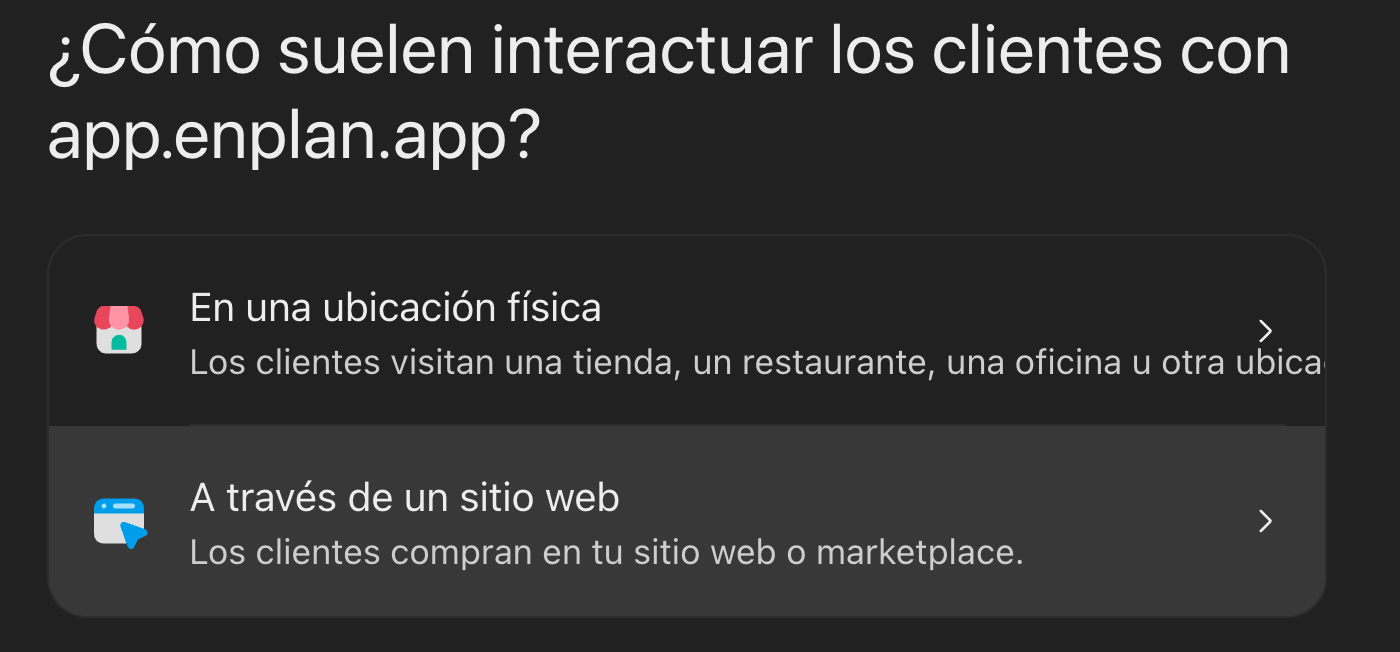 ¿Cómo suelen interactuar los clientes con
app.enplan.app?
En una ubicación física
Los clientes visitan una tienda, un restaurante, una oficina u otra ubica
A través de un sitio web
Los clientes compran en tu sitio web o marketplace.